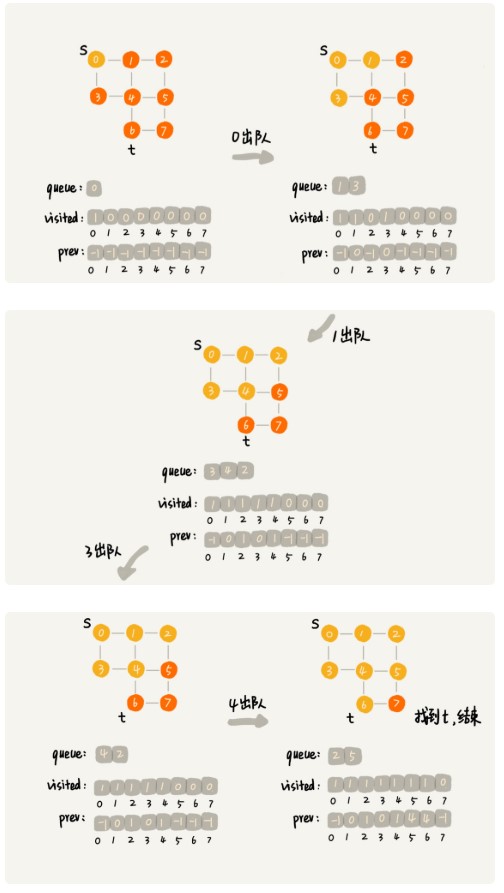 S 0 1 2
3 4 5
6 7
t
queue: 0
visited: 1 0 0 0 0 0 0 0
0 1 2 3 4 5 6 7
prev: -1 -1 -1 -1 -1 -1 -1 -1
0 1 2 3 4 5 6 7
0出队
S 0 1 2
3 4 5
6 7
t
queue: 1 3
visited: 1 1 0 1 0 0 0 0
0 1 2 3 4 5 6 7
prev: -1 0 -1 0 -1 -1 -1 -1
0 1 2 3 4 5 6 7
1出队
S 0 1 2
3 4 5
6 7
t
queue: 3 4 2
visited: 1 1 1 1 1 0 0 0
0 1 2 3 4 5 6 7
prev: -1 0 1 0 1 -1 -1 -1
0 1 2 3 4 5 6 7
3出队
S 0 1 2
3 4 5
6 7
t
queue: 4 2
visited: 1 1 1 1 1 0 0 0
0 1 2 3 4 5 6 7
prev: -1 0 1 0 1 -1 -1 -1
0 1 2 3 4 5 6 7
4出队
S 0 1 2
3 4 5
6 7
t
找到t,结束
queue: 2 5
visited: 1 1 1 1 1 1 1 0
0 1 2 3 4 5 6 7
prev: -1 0 1 0 1 4 4 -1
0 1 2 3 4 5 6 7